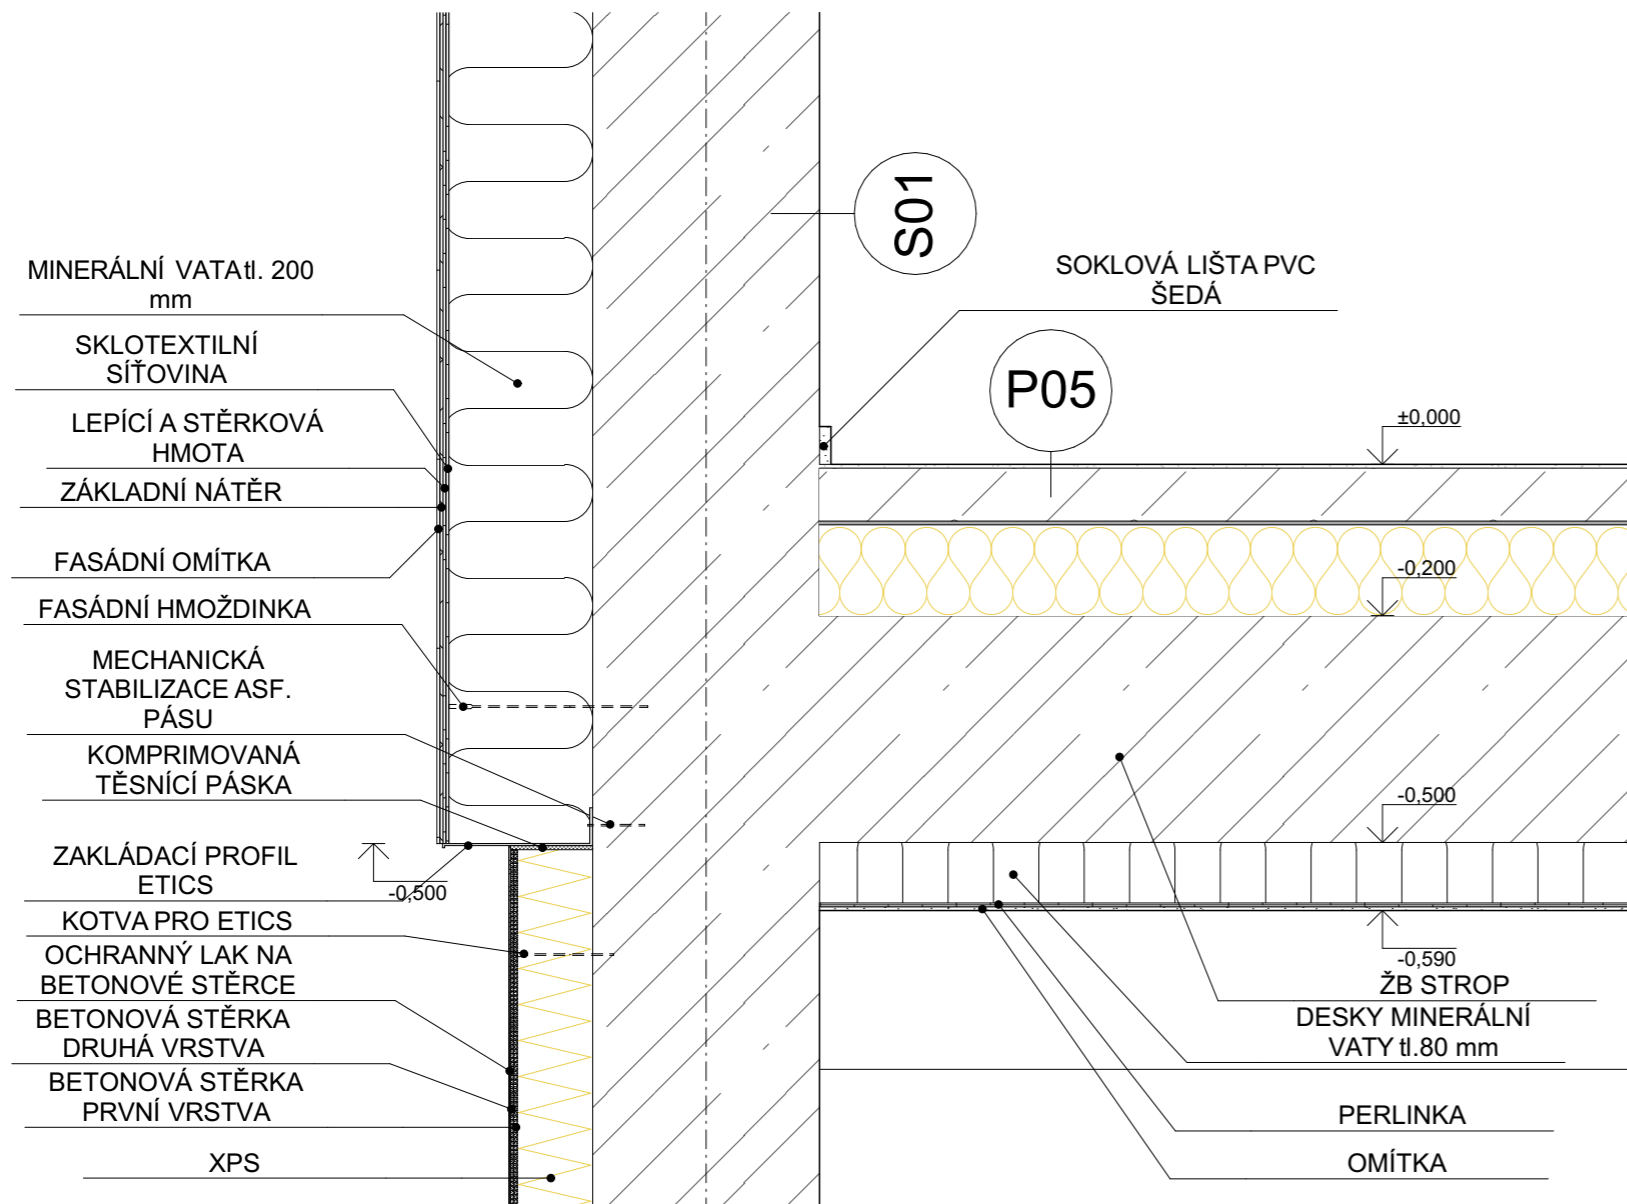 MINERÁLNÍ VATA tl. 200
mm
SKLOTEXTILNÍ
SÍŤOVINA
LEPÍCÍ A STĚRKOVÁ
HMOTA
ZÁKLADNÍ NÁTĚR
FASÁDNÍ OMÍTKA
FASÁDNÍ HMOŽDINKA
MECHANICKÁ
STABILIZACE ASF.
PÁSU
KOMPRIMOVANÁ
TĚSNÍCÍ PÁSKA
ZAKLÁDACÍ PROFIL
ETICS
-0,500
KOTVA PRO ETICS
OCHRANNÝ LAK NA
BETONOVÉ STĚRCE
BETONOVÁ STĚRKA
DRUHÁ VRSTVA
BETONOVÁ STĚRKA
PRVNÍ VRSTVA
XPS
S01
SOKLOVÁ LIŠTA PVC
ŠEDÁ
P05
±0,000
-0,200
-0,500
-0,590
ŽB STROP
DESKY MINERÁLNÍ
VATY tl.80 mm
PERLINKA
OMÍTKA